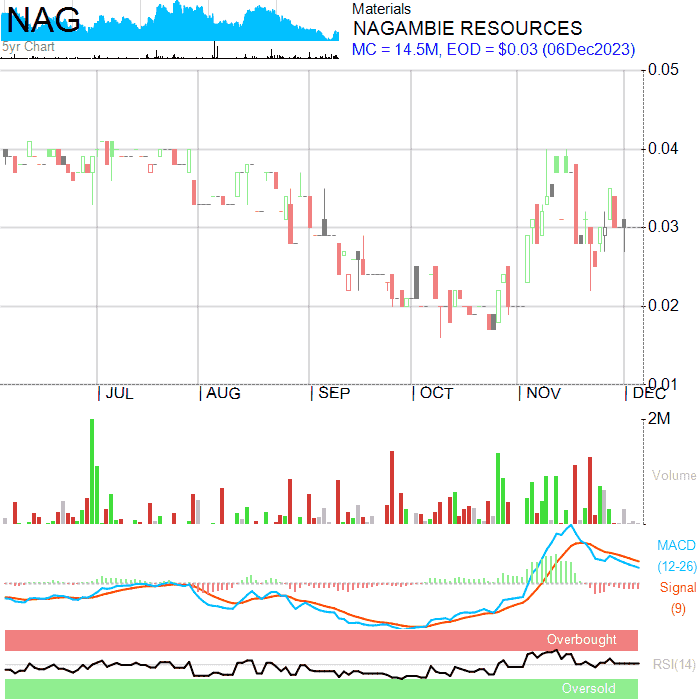 NAG
5yr Chart
Materials
NAGAMBIE RESOURCES
MC = 14.5M, EOD = $0.03 (06Dec2023)
0.05
0.04
0.03
0.02
0.01
JUL
AUG
SEP
OCT
NOV
DEC
2M
Volume
MACD
(12-26)
Signal
(9)
Overbought
RSI(14)
Oversold